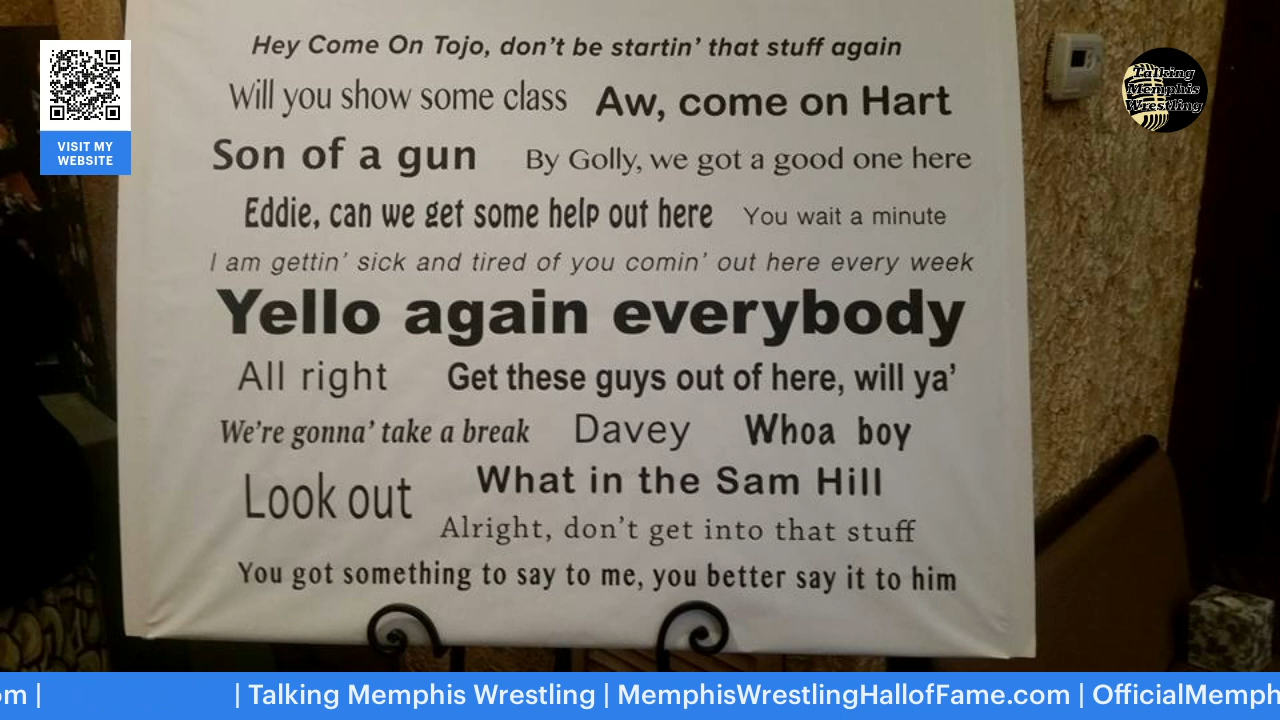 Hey Come On Tojo, don't be startin' that stuff again
Will you show some class Aw, come on Hart
Son of a gun By Golly, we got a good one here
Eddie, can we get some help out here You wait a minute
I am gettin' sick and tired of you comin' out here every week
Yello again everybody
All right Get these guys out of here, will ya'
We're gonna' take a break Davey Whoa boy
Look out What in the Sam Hill
Alright, don't get into that stuff
You got something to say to me, you better say it to him
VISIT MY
WEBSITE
Talking
Memphis
Wrestling
om | | Talking Memphis Wrestling | MemphisWrestlingHallofFame.com | OfficialMemph